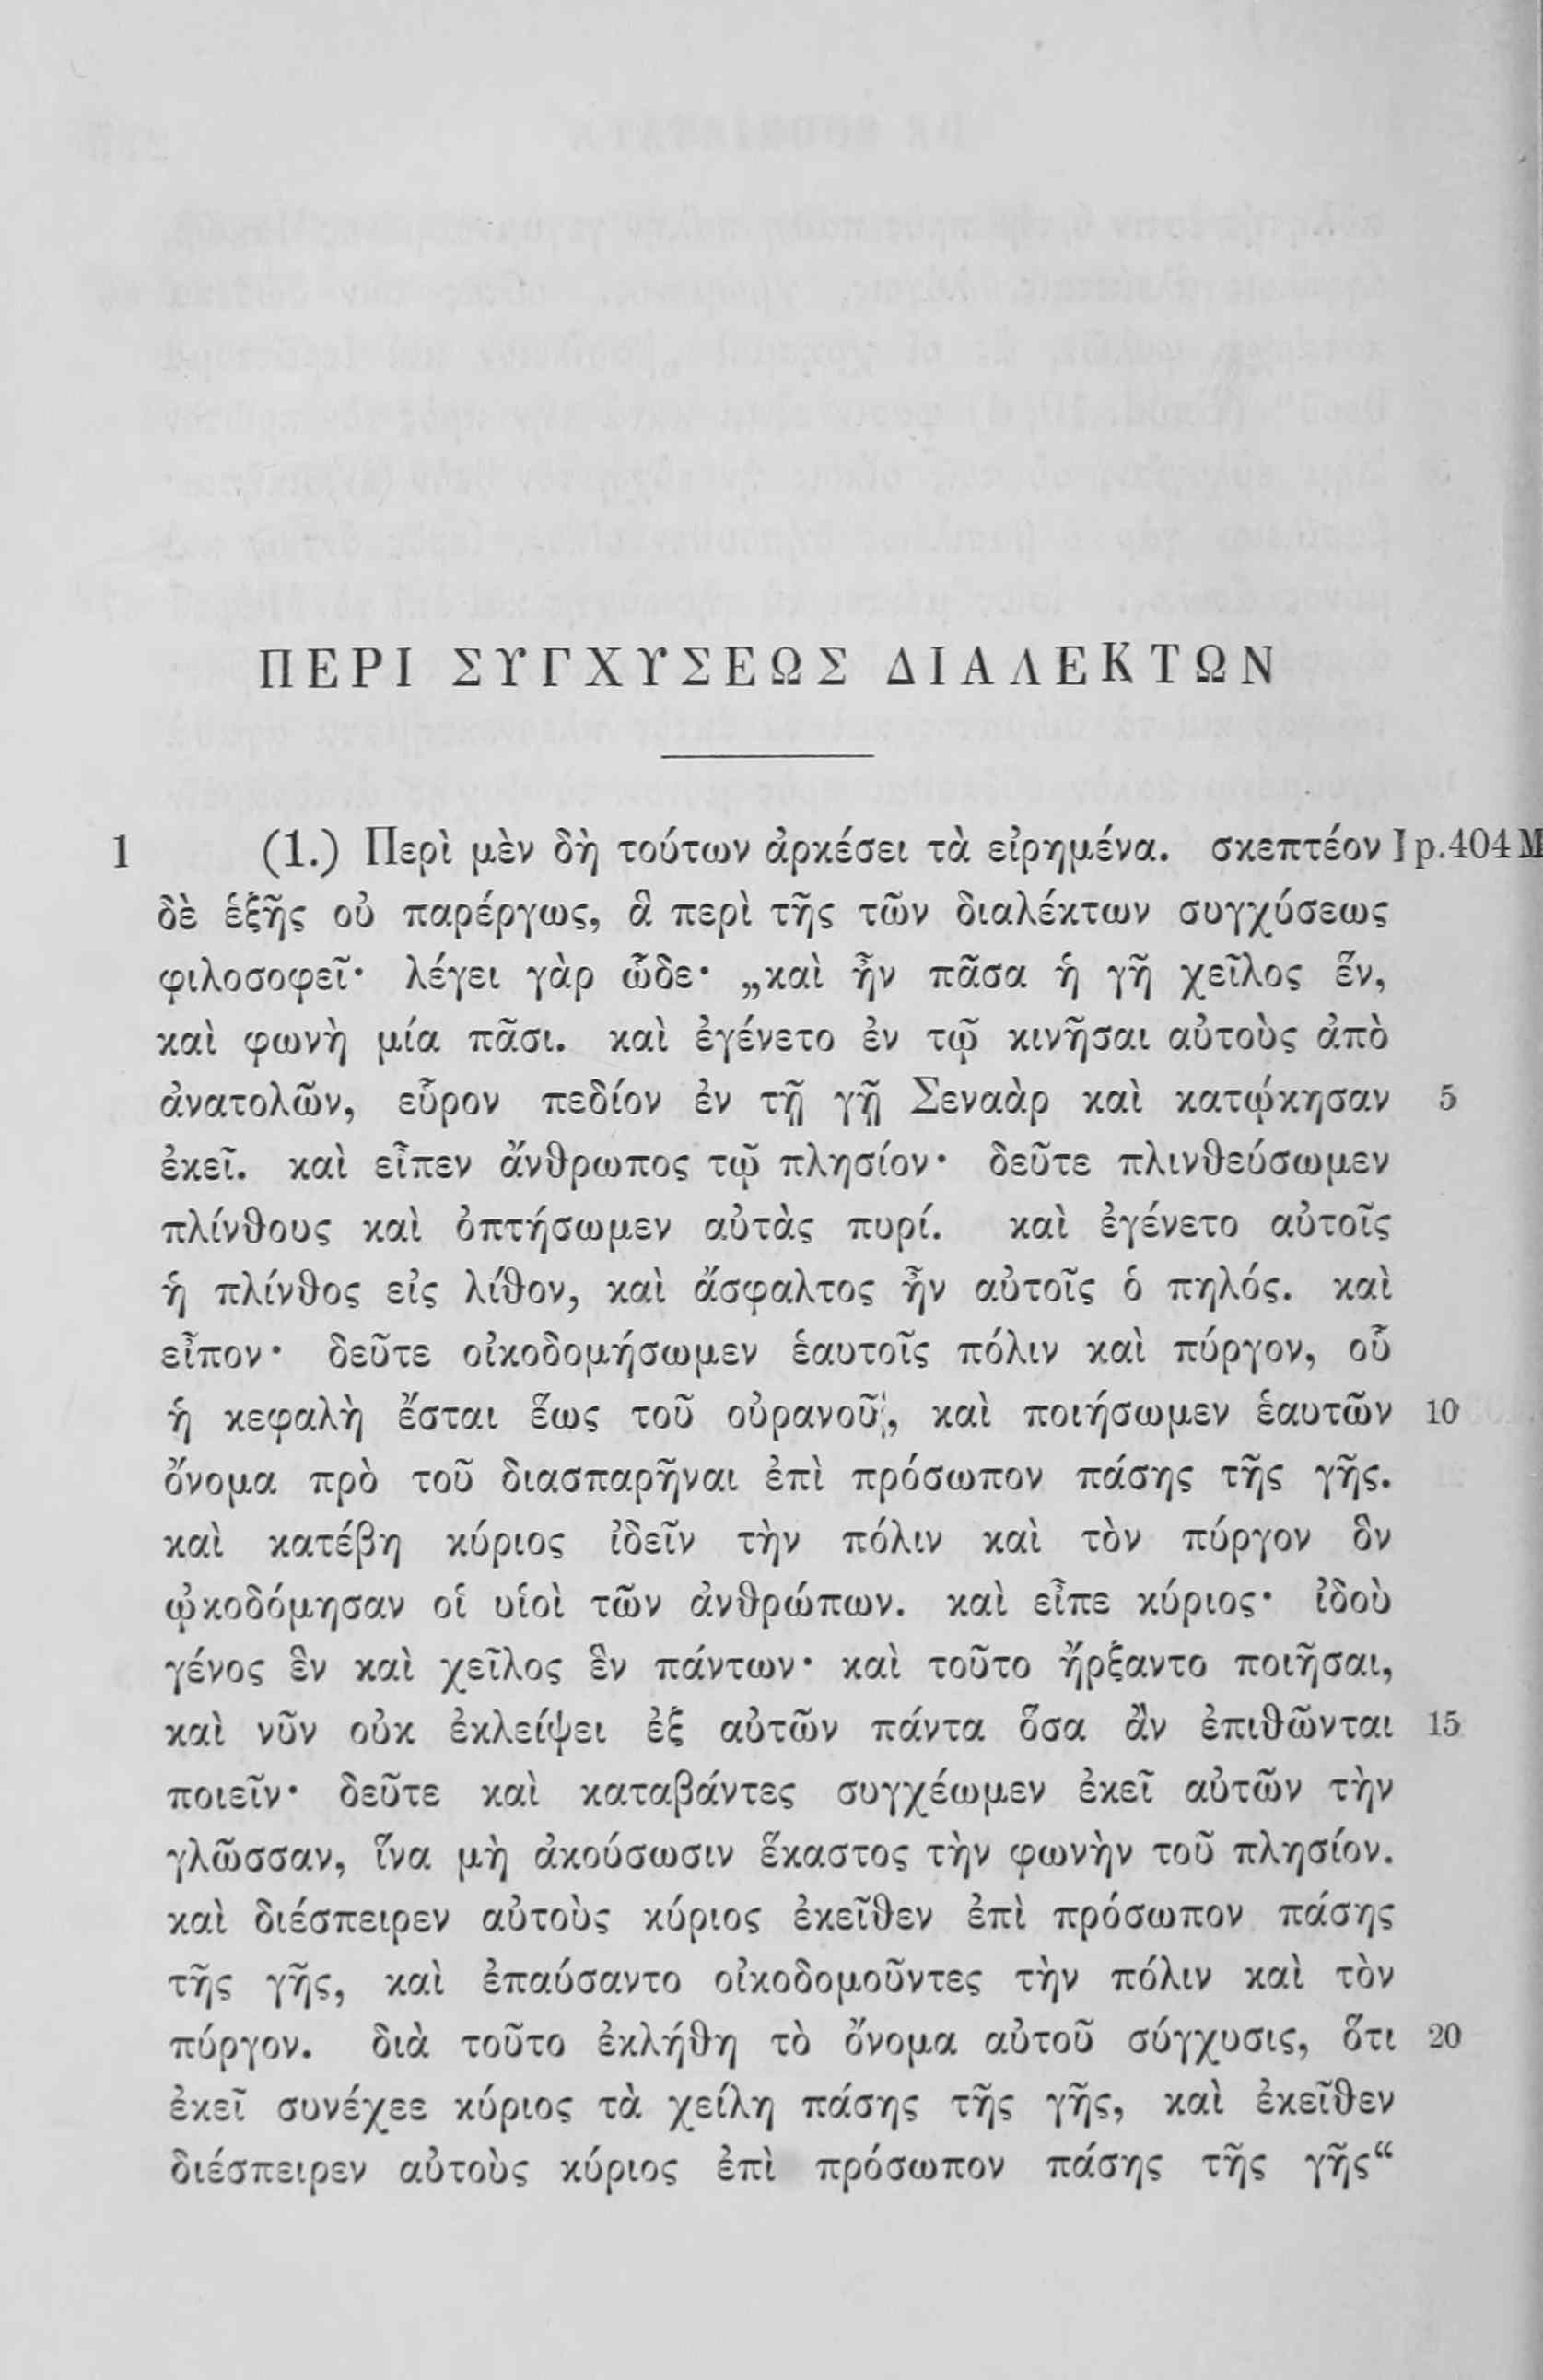 ΠΕΡΙ ΣΥΓΧΥΣΕΩΣ ΔΙΑΛΕΚΤΩΝ
1 (1.) Περὶ μὲν δὴ τούτων ἀρκέσει τὰ εἰρημένα. σκεπτέον I p.404 M
δὲ ἑξῆς οὐ παρέργως, ἃ περὶ τῆς τῶν διαλέκτων συγχύσεως
φιλοσοφεῖ· λέγει γὰρ ὧδε· „καὶ ἦν πᾶσα ἡ γῆ χεῖλος ἕν,
καὶ φωνὴ μία πᾶσι. καὶ ἐγένετο ἐν τῷ κινῆσαι αὐτοὺς ἀπὸ
ἀνατολῶν, εὗρον πεδίον ἐν τῇ γῇ Σεναὰρ καὶ κατῴκησαν 5
ἐκεῖ. καὶ εἶπεν ἄνθρωπος τῷ πλησίον· δεῦτε πλινθεύσωμεν
πλίνθους καὶ ὀπτήσωμεν αὐτὰς πυρί. καὶ ἐγένετο αὐτοῖς
ἡ πλίνθος εἰς λίθον, καὶ ἄσφαλτος ἦν αὐτοῖς ὁ πηλός. καὶ
εἶπον· δεῦτε οἰκοδομήσωμεν ἑαυτοῖς πόλιν καὶ πύργον, οὗ
ἡ κεφαλὴ ἔσται ἕως τοῦ οὐρανοῦ, καὶ ποιήσωμεν ἑαυτῶν 10
ὄνομα πρὸ τοῦ διασπαρῆναι ἐπὶ πρόσωπον πάσης τῆς γῆς.
καὶ κατέβη κύριος ἰδεῖν τὴν πόλιν καὶ τὸν πύργον ὃν
ᾠκοδόμησαν οἱ υἱοὶ τῶν ἀνθρώπων. καὶ εἶπε κύριος· ἰδοὺ
γένος ἓν καὶ χεῖλος ἓν πάντων· καὶ τοῦτο ἤρξαντο ποιῆσαι,
καὶ νῦν οὐκ ἐκλείψει ἐξ αὐτῶν πάντα ὅσα ἂν ἐπιθῶνται 15
ποιεῖν· δεῦτε καὶ καταβάντες συγχέωμεν ἐκεῖ αὐτῶν τὴν
γλῶσσαν, ἵνα μὴ ἀκούσωσιν ἕκαστος τὴν φωνὴν τοῦ πλησίον.
καὶ διέσπειρεν αὐτοὺς κύριος ἐκεῖθεν ἐπὶ πρόσωπον πάσης
τῆς γῆς, καὶ ἐπαύσαντο οἰκοδομοῦντες τὴν πόλιν καὶ τὸν
πύργον. διὰ τοῦτο ἐκλήθη τὸ ὄνομα αὐτοῦ σύγχυσις, ὅτι 20
ἐκεῖ συνέχεε κύριος τὰ χείλη πάσης τῆς γῆς, καὶ ἐκεῖθεν
διέσπειρεν αὐτοὺς κύριος ἐπὶ πρόσωπον πάσης τῆς γῆς“